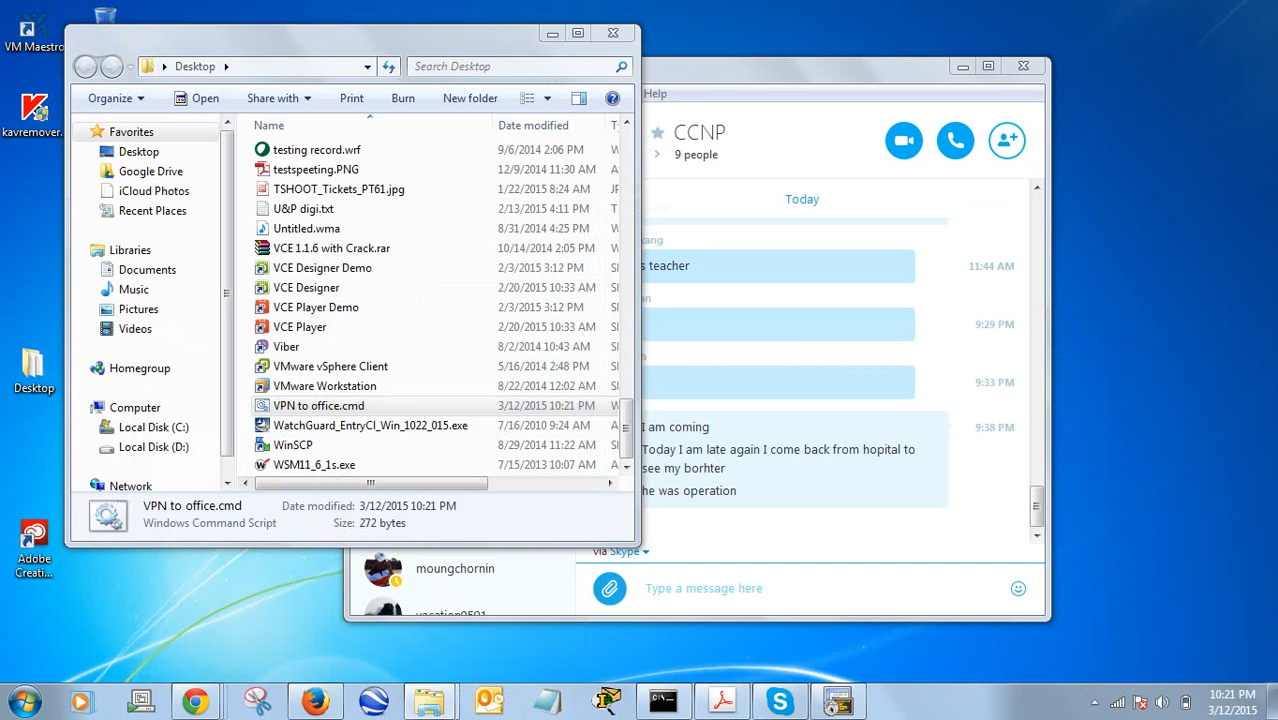 VM Maestro
kavremover.
Desktop
Adobe
Creati...
Desktop
Search Desktop
Organize
Open
Share with
Print
Burn
New folder
Favorites
Desktop
Google Drive
iCloud Photos
Recent Places
Libraries
Documents
Music
Pictures
Videos
Homegroup
Computer
Local Disk (C:)
Local Disk (D:)
Network
Name Date modified T
testing record.wrf 9/6/2014 2:06 PM W
testspeeting.PNG 12/9/2014 11:30 AM A
TSHOOT_Tickets_PT61.jpg 1/22/2015 8:24 AM JP
U&P digi.txt 2/13/2015 4:11 PM T
Untitled.wma 8/31/2014 4:25 PM W
VCE 1.1.6 with Crack.rar 10/14/2014 2:05 PM W
VCE Designer Demo 2/3/2015 3:12 PM S
VCE Designer 2/20/2015 10:33 AM S
VCE Player Demo 2/3/2015 3:12 PM S
VCE Player 2/20/2015 10:33 AM S
Viber 8/2/2014 10:43 AM S
VMware vSphere Client 5/16/2014 2:48 PM S
VMware Workstation 8/22/2014 12:02 AM S
VPN to office.cmd 3/12/2015 10:21 PM W
WatchGuard_EntryCl_Win_1022_015.exe 7/16/2010 9:24 AM A
WinSCP 8/29/2014 11:22 AM S
WSM11_6_1s.exe 7/15/2013 10:07 AM A
VPN to office.cmd Date modified: 3/12/2015 10:21 PM
Windows Command Script Size: 272 bytes
Help
CCNP
9 people
Today
s teacher 11:44 AM
9:29 PM
9:33 PM
I am coming 9:38 PM
Today I am late again I come back from hopital to
see my borhter
he was operation
via Skype
moungchornin
vacation0501
Type a message here
10:21 PM
3/12/2015